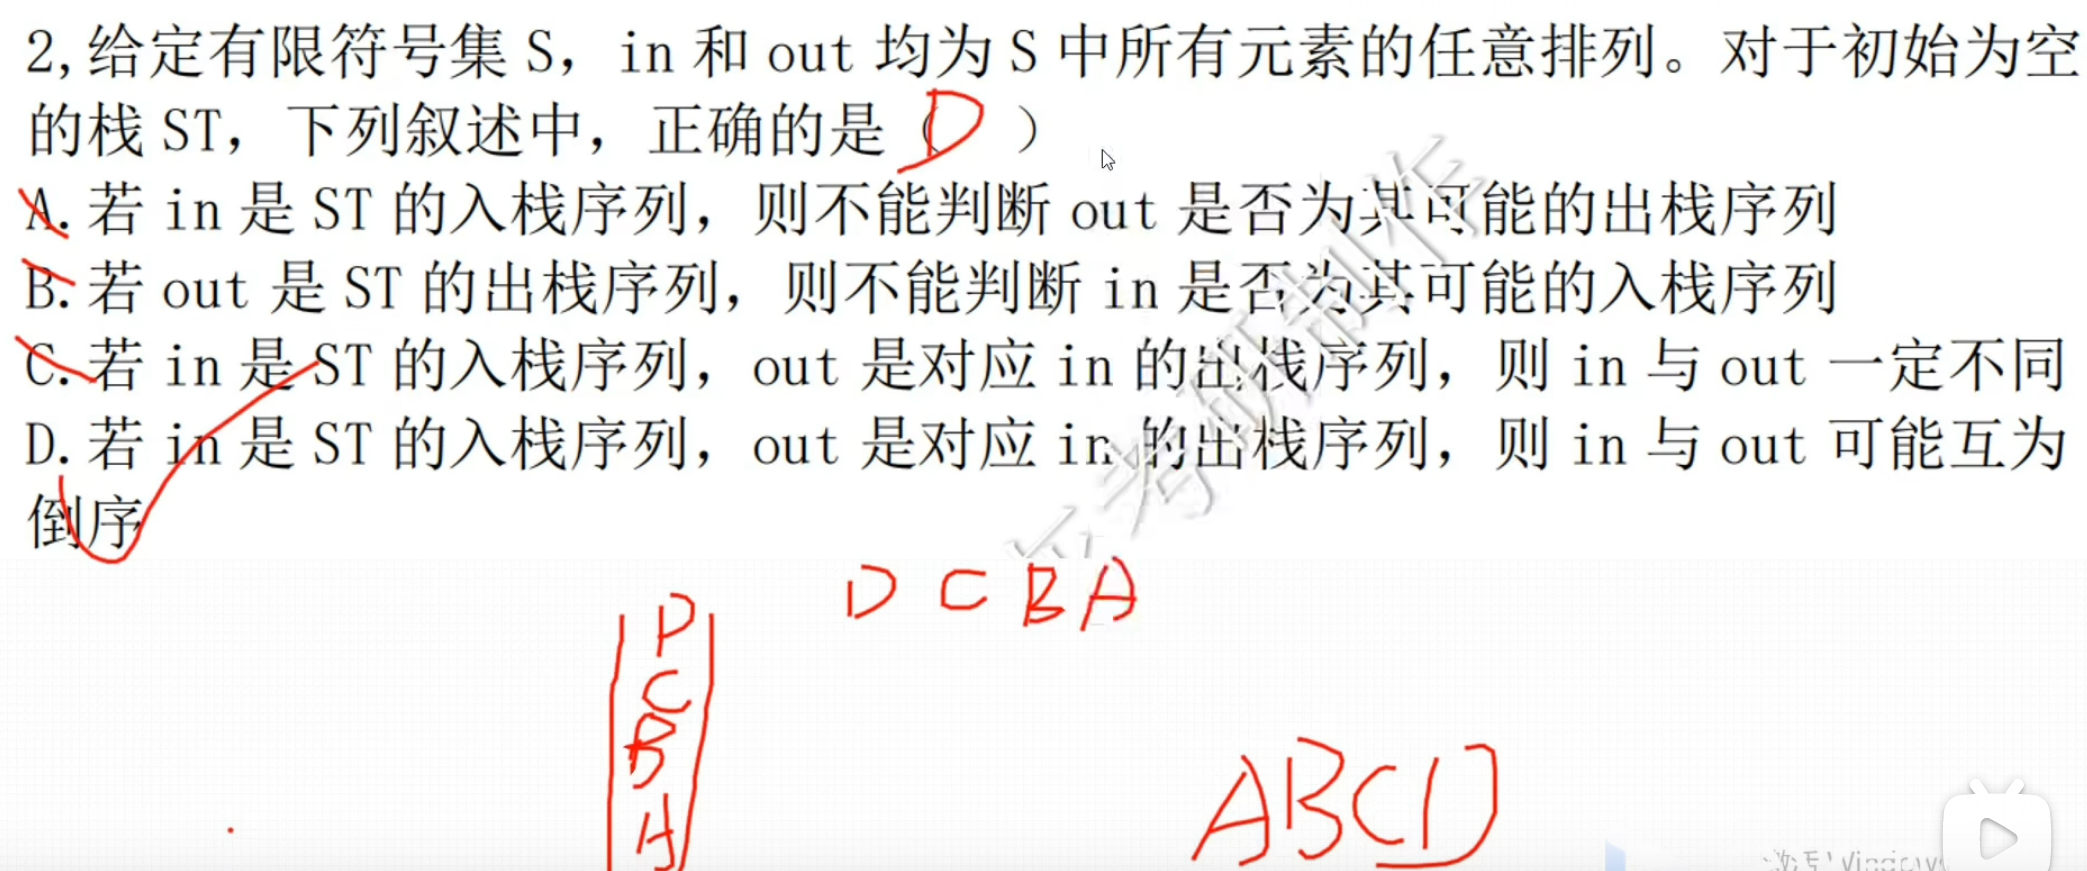 2,给定有限符号集 S，in 和 out 均为 S 中所有元素的任意排列。对于初始为空
的栈 ST，下列叙述中，正确的是（D）
A.若 in 是 ST 的入栈序列，则不能判断 out 是否为其可能的出栈序列
B.若 out 是 ST 的出栈序列，则不能判断 in 是否为其可能的入栈序列
C.若 in 是 ST 的入栈序列，out 是对应 in 的出栈序列，则 in 与 out 一定不同
D.若 in 是 ST 的入栈序列，out 是对应 in 的出栈序列，则 in 与 out 可能互为
倒序
D C B A
D
C
B
A
ABCD